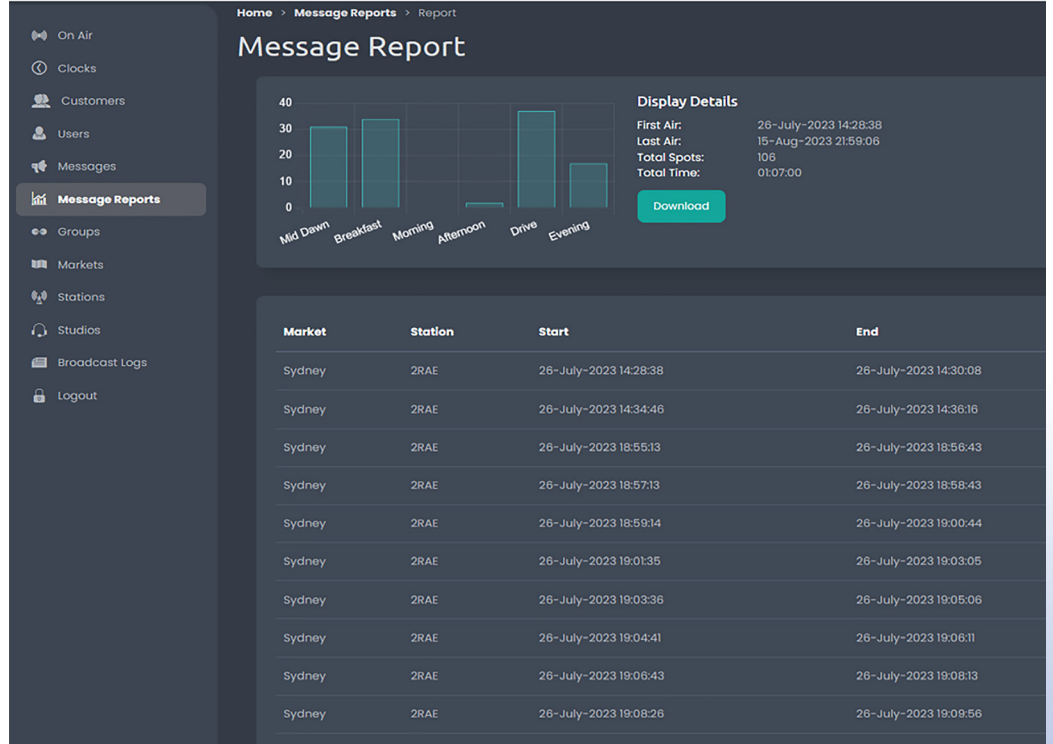 Home > Message Reports > Report
Message Report
On Air
Clocks
Customers
Users
Messages
Message Reports
Groups
Markets
Stations
Studios
Broadcast Logs
Logout
40
30
20
10
0
Mid Dawn Breakfast Morning Afternoon Drive Evening
Display Details
First Air: 26-July-2023 14:28:38
Last Air: 15-Aug-2023 21:59:06
Total Spots: 106
Total Time: 01:07:00
Download
Market Station Start End
Sydney 2RAE 26-July-2023 14:28:38 26-July-2023 14:30:08
Sydney 2RAE 26-July-2023 14:34:46 26-July-2023 14:36:16
Sydney 2RAE 26-July-2023 18:55:13 26-July-2023 18:56:43
Sydney 2RAE 26-July-2023 18:57:13 26-July-2023 18:58:43
Sydney 2RAE 26-July-2023 18:59:14 26-July-2023 19:00:44
Sydney 2RAE 26-July-2023 19:01:35 26-July-2023 19:03:05
Sydney 2RAE 26-July-2023 19:03:36 26-July-2023 19:05:06
Sydney 2RAE 26-July-2023 19:04:41 26-July-2023 19:06:11
Sydney 2RAE 26-July-2023 19:06:43 26-July-2023 19:08:13
Sydney 2RAE 26-July-2023 19:08:26 26-July-2023 19:09:56